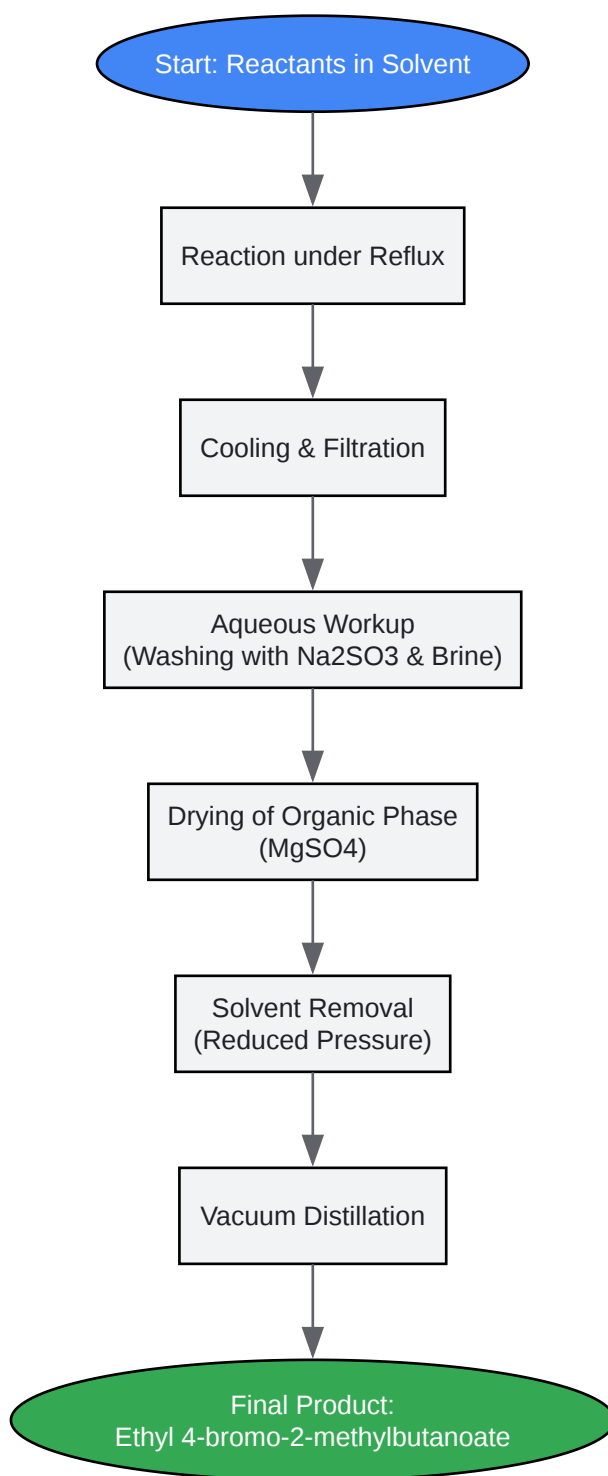 Start: Reactants in Solvent
Reaction under Reflux
Cooling & Filtration
Aqueous Workup
(Washing with Na2SO3 & Brine)
Drying of Organic Phase
(MgSO4)
Solvent Removal
(Reduced Pressure)
Vacuum Distillation
Final Product:
Ethyl 4-bromo-2-methylbutanoate